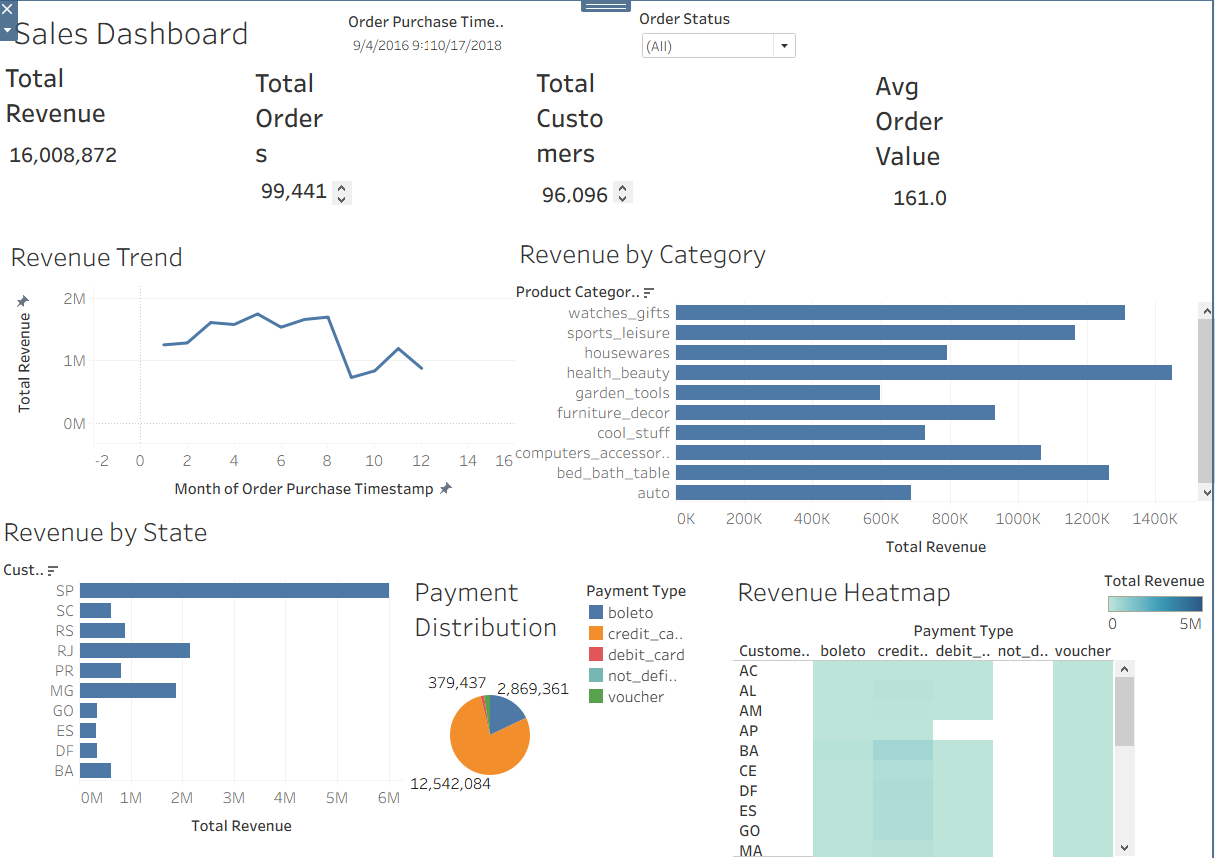 Sales Dashboard
Order Purchase Time..
9/4/2016 9:1
10/17/2018
Order Status
(All)
Total
Revenue
16,008,872
Total
Order
s
99,441
Total
Custo
mers
96,096
Avg
Order
Value
161.0
Revenue Trend
Total Revenue
2M
1M
0M
-2 0 2 4 6 8 10 12 14 16
Month of Order Purchase Timestamp
Revenue by Category
Product Categor..
watches_gifts
sports_leisure
housewares
health_beauty
garden_tools
furniture_decor
cool_stuff
computers_accessor..
bed_bath_table
auto
0K 200K 400K 600K 800K 1000K 1200K 1400K
Total Revenue
Revenue by State
Cust..
SP
SC
RS
RJ
PR
MG
GO
ES
DF
BA
0M 1M 2M 3M 4M 5M 6M
Total Revenue
Payment
Distribution
379,437
2,869,361
12,542,084
Payment Type
boleto
credit_ca..
debit_card
not_defi..
voucher
Revenue Heatmap
Total Revenue
0 5M
Payment Type
Custome.. boleto credit.. debit_.. not_d.. voucher
AC
AL
AM
AP
BA
CE
DF
ES
GO
MA